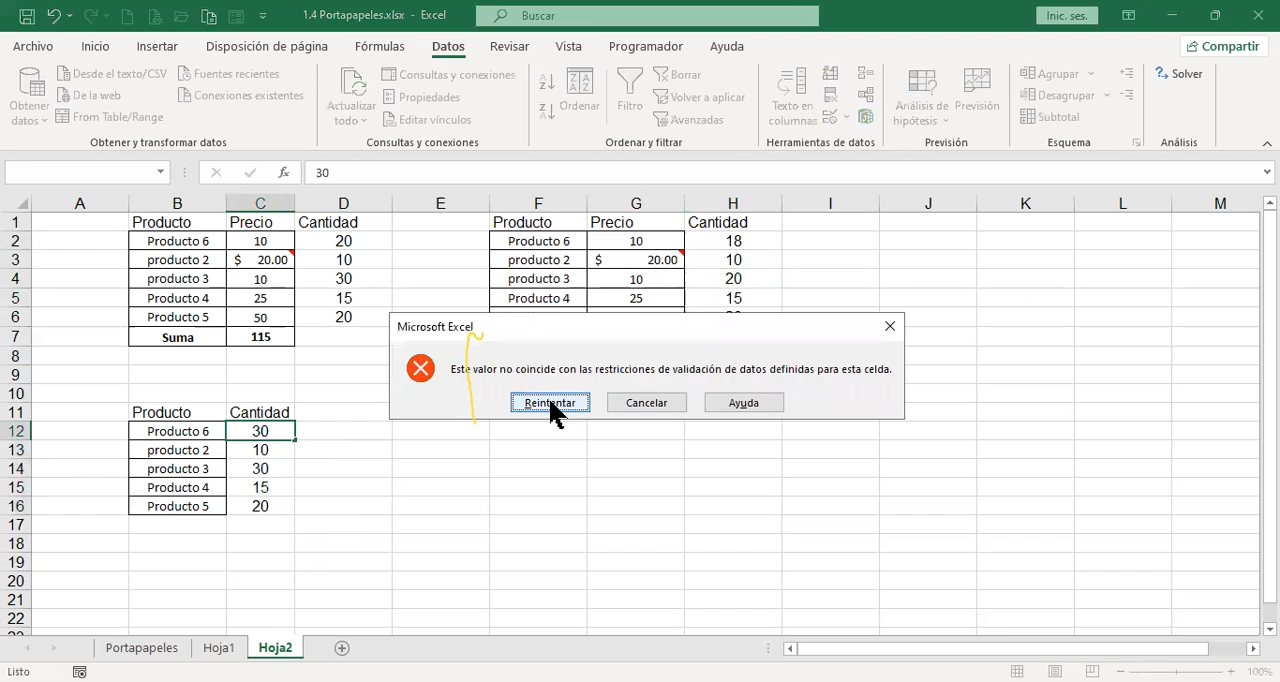 1.4 Portapapeles.xlsx - Excel
Buscar
Inic. ses.
Archivo Inicio Insertar Disposición de página Fórmulas Datos Revisar Vista Programador Ayuda Compartir
Obtener datos
Desde el texto/CSV
De la web
From Table/Range
Fuentes recientes
Conexiones existentes
Obtener y transformar datos
Actualizar todo
Consultas y conexiones
Propiedades
Editar vínculos
Consultas y conexiones
Ordenar
Filtro
Borrar
Volver a aplicar
Avanzadas
Ordenar y filtrar
Texto en columnas
Herramientas de datos
Análisis de hipótesis
Previsión
Previsión
Agrupar
Desagrupar
Subtotal
Esquema
Solver
Análisis
fx 30
A B C D E F G H I J K L M
1 Producto Precio Cantidad Producto Precio Cantidad
2 Producto 6 10 20 Producto 6 10 18
3 producto 2 $ 20.00 10 producto 2 $ 20.00 10
4 producto 3 10 30 producto 3 10 20
5 Producto 4 25 15 Producto 4 25 15
6 Producto 5 50 20
7 Suma 115
Microsoft Excel
Este valor no coincide con las restricciones de validación de datos definidas para esta celda.
Reintentar Cancelar Ayuda
8
9
10
11 Producto Cantidad
12 Producto 6 30
13 producto 2 10
14 producto 3 30
15 Producto 4 15
16 Producto 5 20
17
18
19
20
21
22
Portapapeles Hoja1 Hoja2
Listo
100%